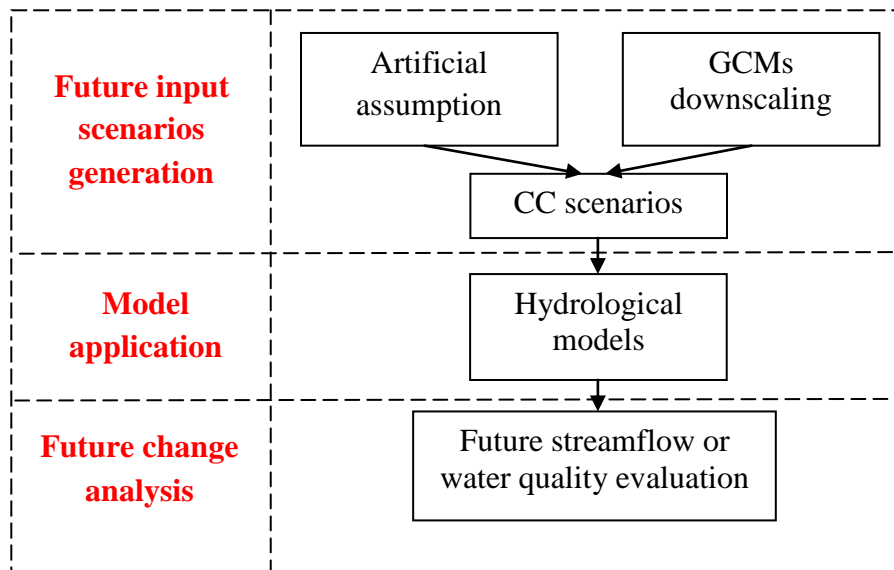 Future input
scenarios
generation
Artificial
assumption
GCMs
downscaling
CC scenarios
Model
application
Hydrological
models
Future change
analysis
Future streamflow or
water quality evaluation